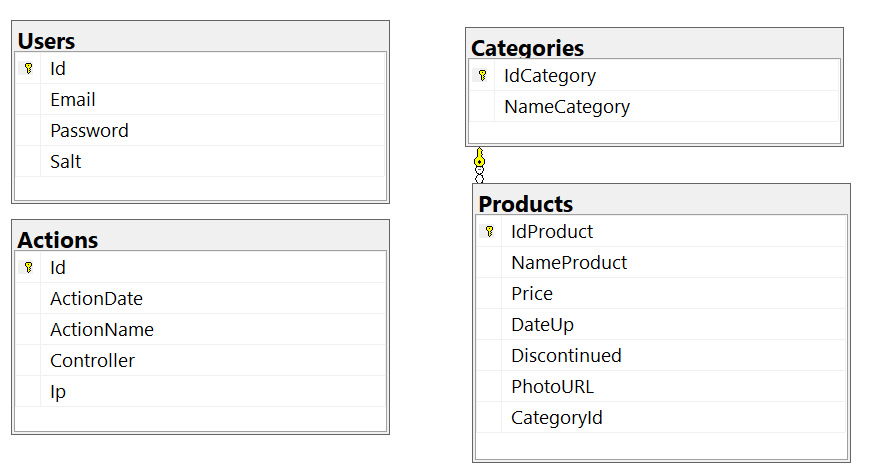 Users
Id
Email
Password
Salt
Actions
Id
ActionDate
ActionName
Controller
Ip
Categories
IdCategory
NameCategory
Products
IdProduct
NameProduct
Price
DateUp
Discontinued
PhotoURL
CategoryId